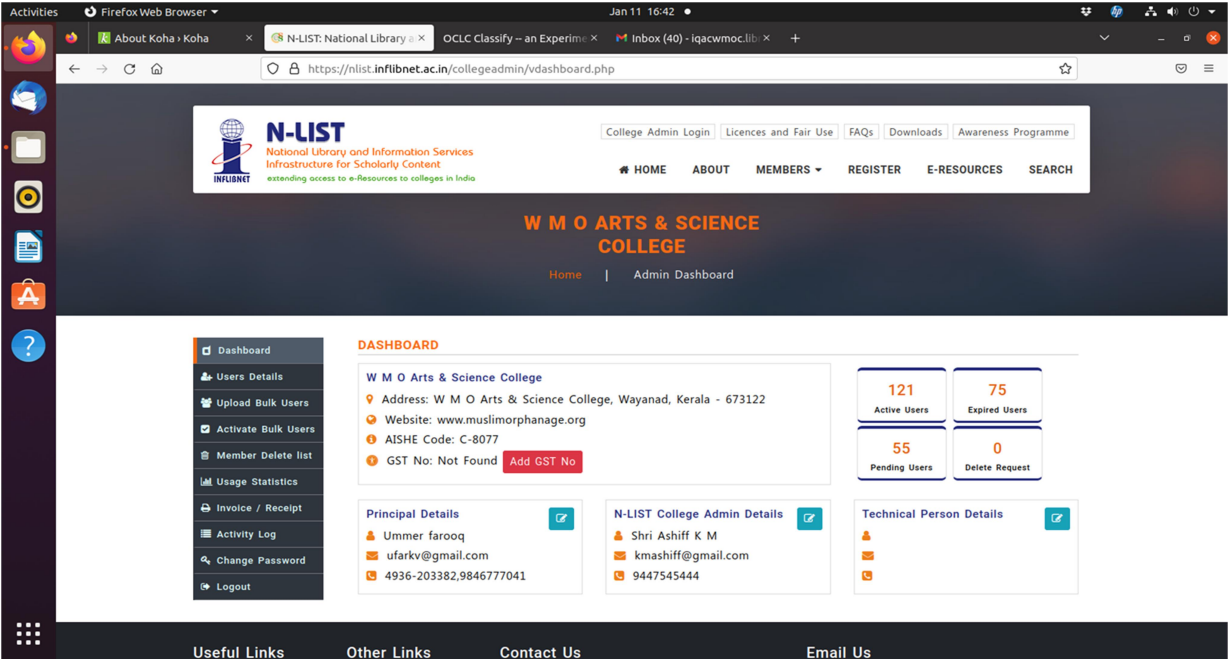 Activities
Firefox Web Browser
Jan 11 16:42
About Koha › Koha
N-LIST: National Library a
OCLC Classify -- an Experime
Inbox (40) - iqacwmoc.lib
https://nlist.inflibnet.ac.in/collegeadmin/vdashboard.php
INFLIBNET
N-LIST
National Library and Information Services
Infrastructure for Scholarly Content
extending access to e-Resources to colleges in India
College Admin Login Licences and Fair Use FAQs Downloads Awareness Programme
HOME ABOUT MEMBERS REGISTER E-RESOURCES SEARCH
W M O ARTS & SCIENCE
COLLEGE
Home | Admin Dashboard
Dashboard
Users Details
Upload Bulk Users
Activate Bulk Users
Member Delete list
Usage Statistics
Invoice / Receipt
Activity Log
Change Password
Logout
DASHBOARD
W M O Arts & Science College
Address: W M O Arts & Science College, Wayanad, Kerala - 673122
Website: www.muslimorphanage.org
AISHE Code: C-8077
GST No: Not Found Add GST No
121
Active Users
75
Expired Users
55
Pending Users
0
Delete Request
Principal Details
Ummer farooq
ufarkv@gmail.com
4936-203382,9846777041
N-LIST College Admin Details
Shri Ashiff K M
kmashiff@gmail.com
9447545444
Technical Person Details
Useful Links Other Links Contact Us Email Us